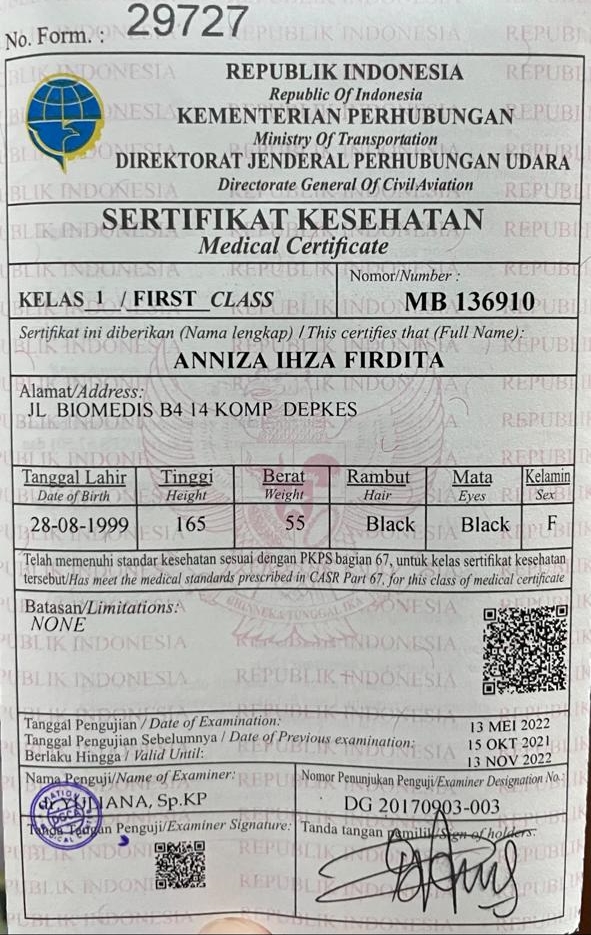 No. Form. : 29727
REPUBLIK INDONESIA
Republic Of Indonesia
KEMENTERIAN PERHUBUNGAN
Ministry Of Transportation
DIREKTORAT JENDERAL PERHUBUNGAN UDARA
Directorate General Of Civil Aviation
SERTIFIKAT KESEHATAN
Medical Certificate
KELAS 1 / FIRST CLASS
Nomor/Number :
MB 136910
Sertifikat ini diberikan (Nama lengkap) / This certifies that (Full Name):
ANNIZA IHZA FIRDITA
Alamat/Address:
JL BIOMEDIS B4 14 KOMP DEPKES
Tanggal Lahir Tinggi Berat Rambut Mata Kelamin
Date of Birth Height Weight Hair Eyes Sex
28-08-1999 165 55 Black Black F
Telah memenuhi standar kesehatan sesuai dengan PKPS bagian 67, untuk kelas sertifikat kesehatan
tersebut/Has meet the medical standards prescribed in CASR Part 67, for this class of medical certificate
Batasan/Limitations:
NONE
Tanggal Pengujian / Date of Examination: 13 MEI 2022
Tanggal Pengujian Sebelumnya / Date of Previous examination: 15 OKT 2021
Berlaku Hingga / Valid Until: 13 NOV 2022
Nama Penguji/Name of Examiner:
dr YULIANA, Sp.KP
Nomor Penunjukan Penguji/Examiner Designation No.:
DG 20170903-003
Tanda Tangan Penguji/Examiner Signature:
Tanda tangan pemilik/Sign of holders:
DGCA